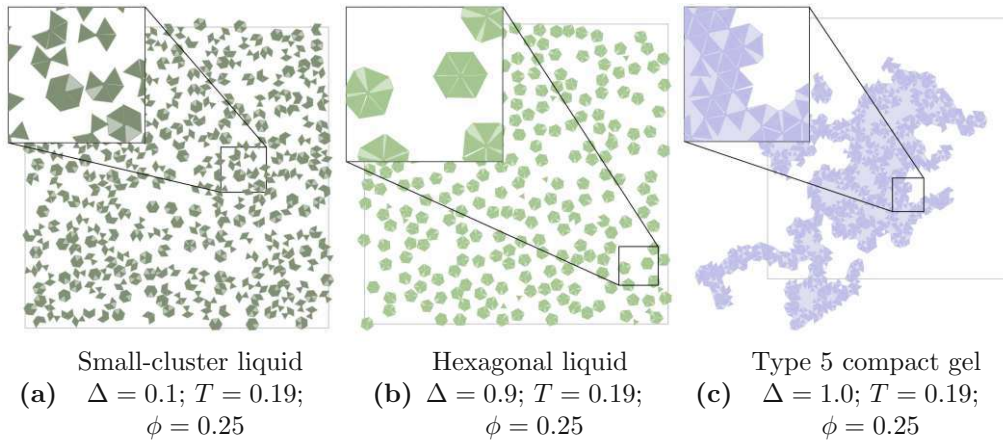 Small-cluster liquid
(a) Δ = 0.1; T = 0.19;
ϕ = 0.25
Hexagonal liquid
(b) Δ = 0.9; T = 0.19;
ϕ = 0.25
Type 5 compact gel
(c) Δ = 1.0; T = 0.19;
ϕ = 0.25